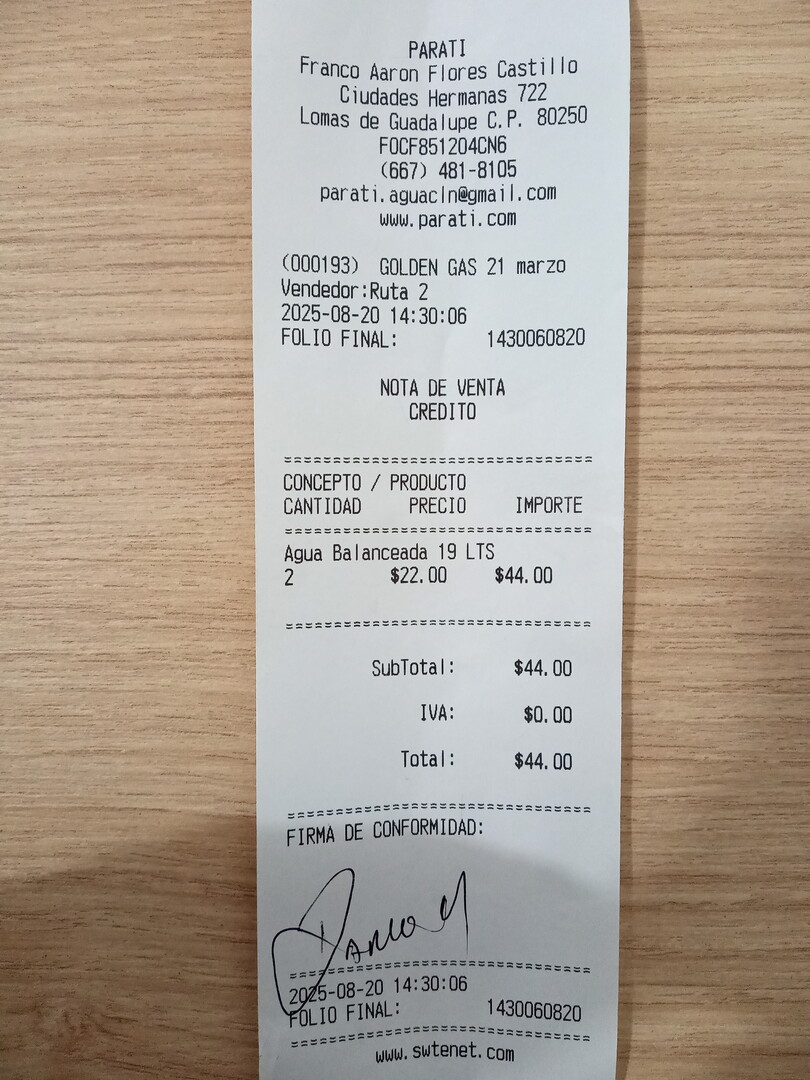 PARATI
Franco Aaron Flores Castillo
Ciudades Hermanas 722
Lomas de Guadalupe C.P. 80250
FOCF851204CN6
(667) 481-8105
parati.aguacln@gmail.com
www.parati.com
(000193) GOLDEN GAS 21 marzo
Vendedor:Ruta 2
2025-08-20 14:30:06
FOLIO FINAL: 1430060820
NOTA DE VENTA
CREDITO
================================
CONCEPTO / PRODUCTO
CANTIDAD PRECIO IMPORTE
================================
Agua Balanceada 19 LTS
2 $22.00 $44.00
================================
SubTotal: $44.00
IVA: $0.00
Total: $44.00
================================
FIRMA DE CONFORMIDAD:
================================
2025-08-20 14:30:06
FOLIO FINAL: 1430060820
================================
www.swtenet.com